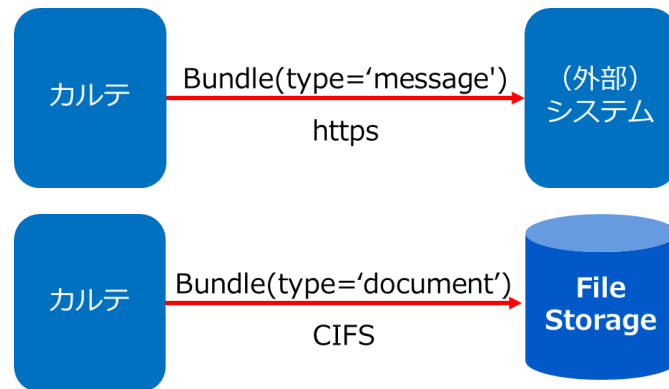 カルテ
Bundle(type=‘message')
https
（外部）
システム
カルテ
Bundle(type=‘document’)
CIFS
File
Storage